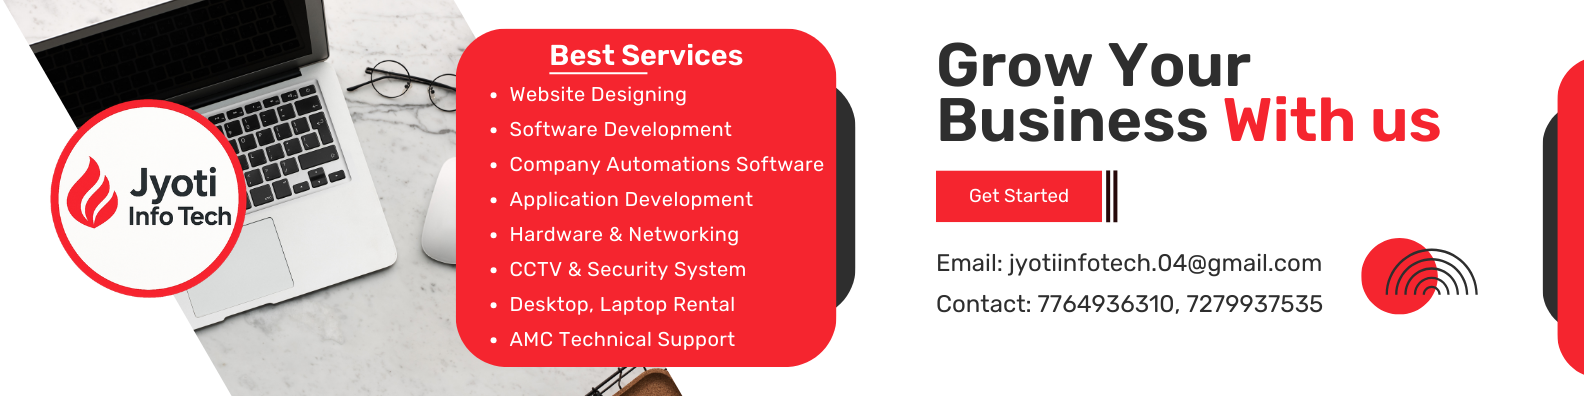 Jyoti
Info Tech
Best Services
Website Designing
Software Development
Company Automations Software
Application Development
Hardware & Networking
CCTV & Security System
Desktop, Laptop Rental
AMC Technical Support
Grow Your
Business With us
Get Started
Email: jyotiinfotech.04@gmail.com
Contact: 7764936310, 7279937535